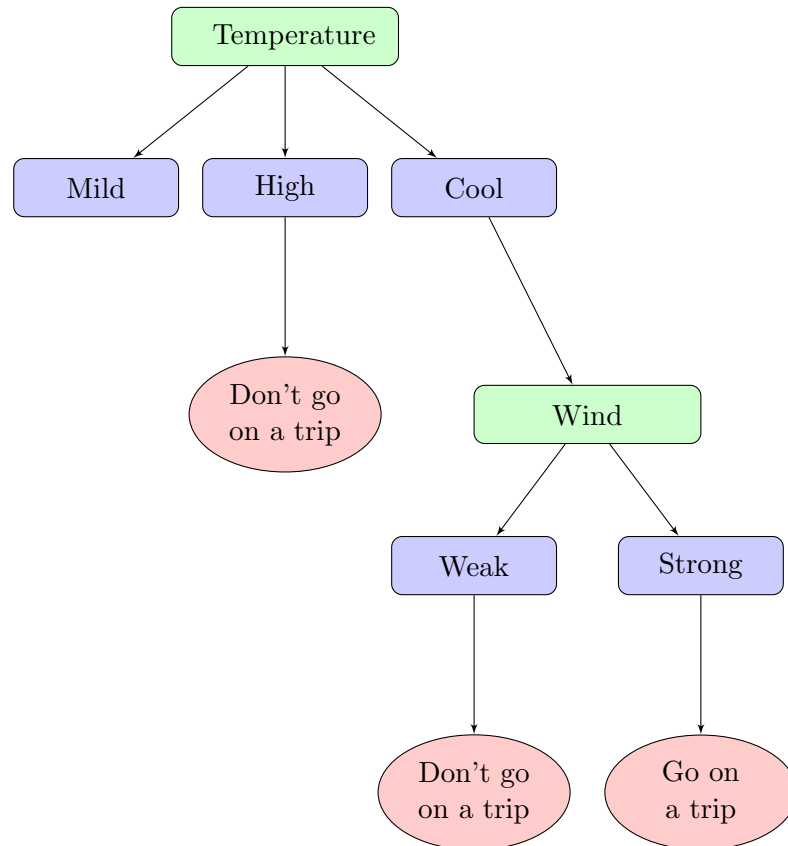 Temperature
Mild
High
Cool
Don't go
on a trip
Wind
Weak
Strong
Don't go
on a trip
Go on
a trip